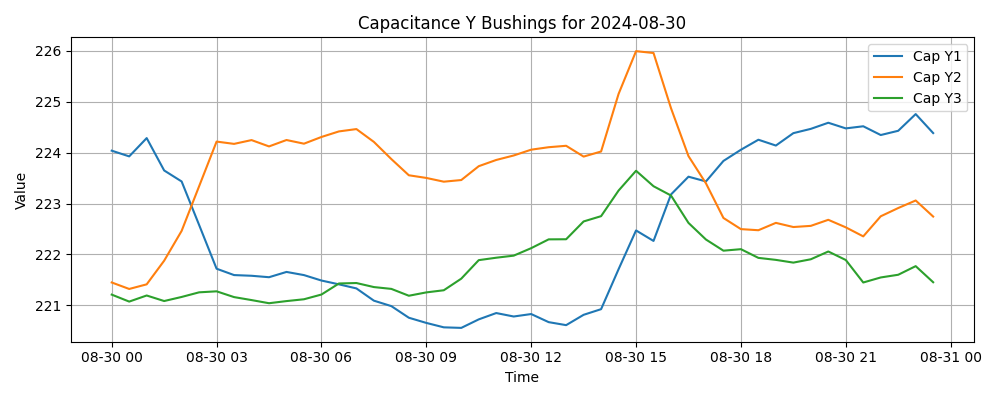 Capacitance Y Bushings for 2024-08-30
226
225
224
223
222
221
Value
Cap Y1
Cap Y2
Cap Y3
08-30 00 08-30 03 08-30 06 08-30 09 08-30 12 08-30 15 08-30 18 08-30 21 08-31 00
Time